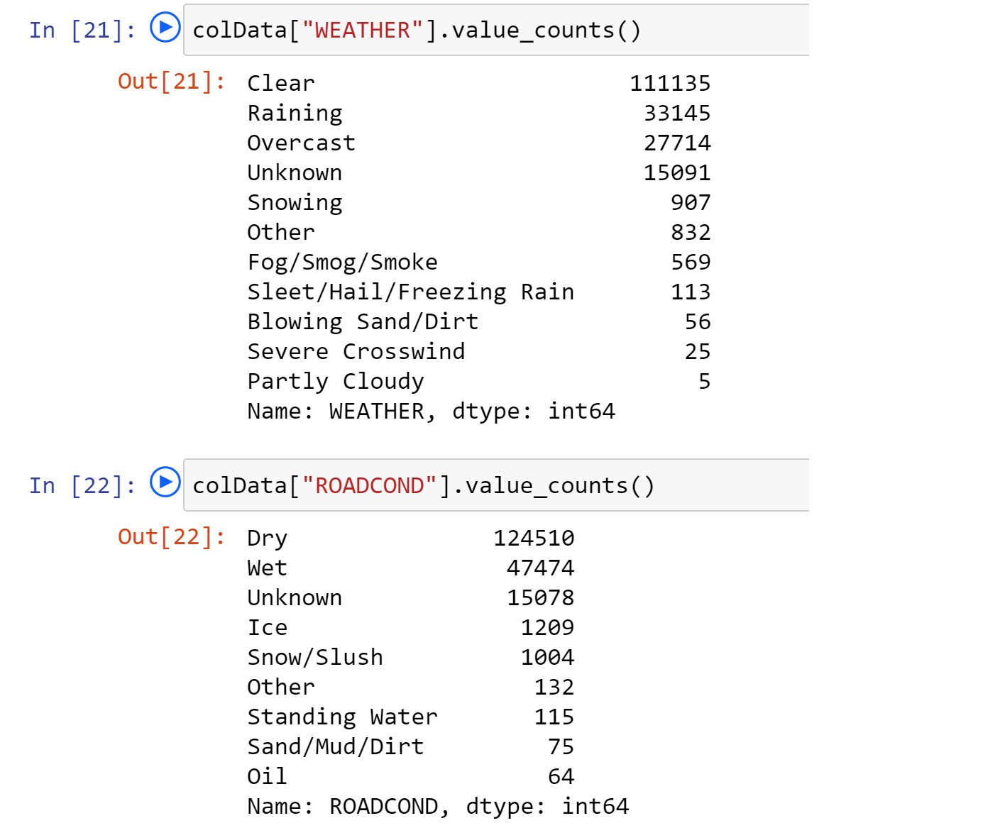 In [21]: colData["WEATHER"].value_counts()
Out[21]: Clear 111135
Raining 33145
Overcast 27714
Unknown 15091
Snowing 907
Other 832
Fog/Smog/Smoke 569
Sleet/Hail/Freezing Rain 113
Blowing Sand/Dirt 56
Severe Crosswind 25
Partly Cloudy 5
Name: WEATHER, dtype: int64
In [22]: colData["ROADCOND"].value_counts()
Out[22]: Dry 124510
Wet 47474
Unknown 15078
Ice 1209
Snow/Slush 1004
Other 132
Standing Water 115
Sand/Mud/Dirt 75
Oil 64
Name: ROADCOND, dtype: int64